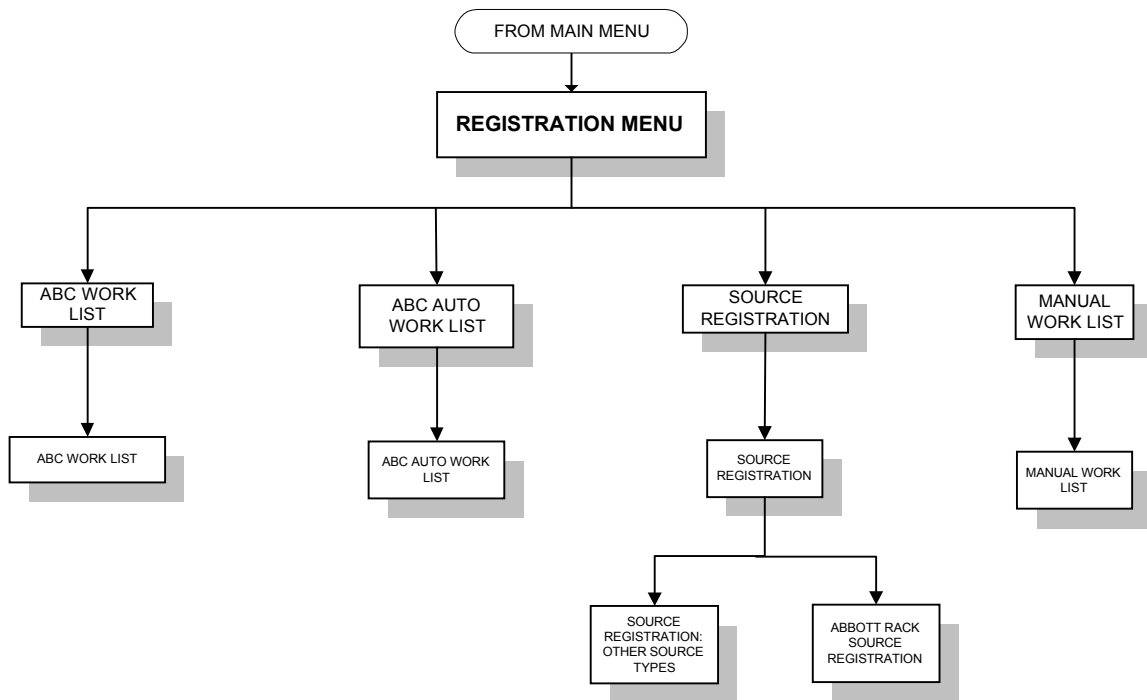 FROM MAIN MENU
REGISTRATION MENU
ABC WORK
LIST
ABC AUTO
WORK LIST
SOURCE
REGISTRATION
MANUAL
WORK LIST
ABC WORK LIST
ABC AUTO WORK
LIST
SOURCE
REGISTRATION
MANUAL WORK
LIST
SOURCE
REGISTRATION:
OTHER SOURCE
TYPES
ABBOTT RACK
SOURCE
REGISTRATION